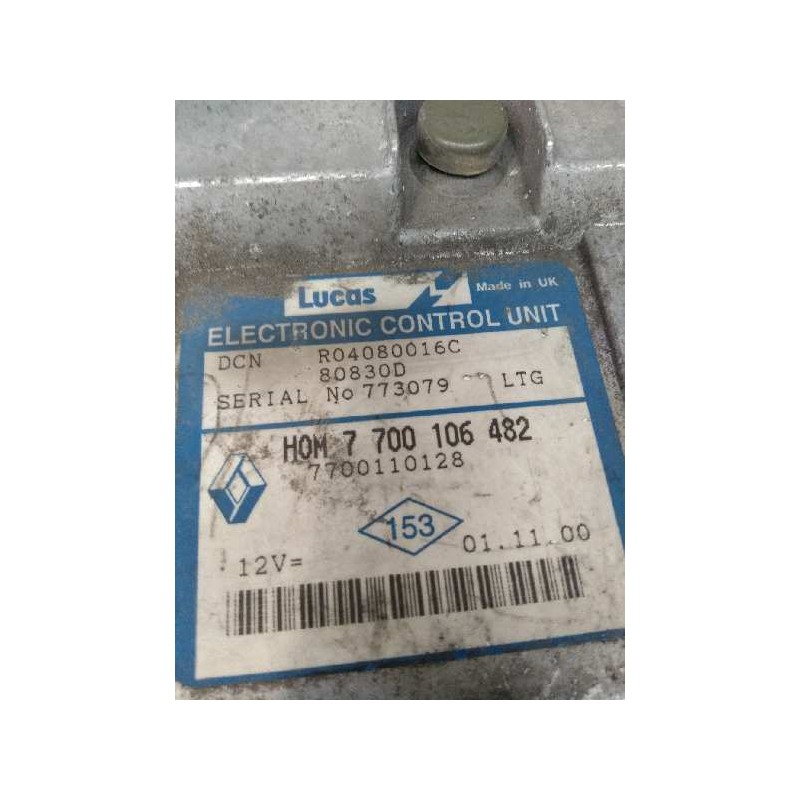 Lucas
Made in UK
ELECTRONIC CONTROL UNIT
DCN R04080016C
80830D
SERIAL No 773079 LTG
HOM 7 700 106 482
7700110128
153
12V= 01.11.00